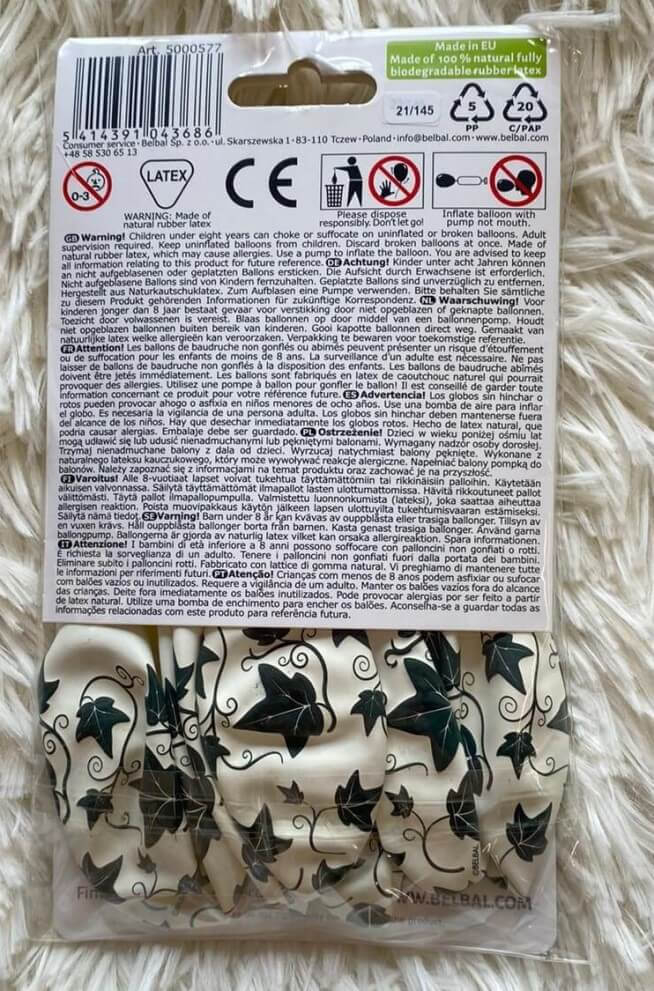 Art. 5000577
Made in EU
Made of 100% natural fully
biodegradable rubber latex
21/145
5
PP
20
C/PAP
5 414391 043686
Consumer service · Belbal Sp. z o.o. · ul. Skarszewska 1 · 83-110 Tczew · Poland · info@belbal.com · www.belbal.com
+48 58 530 65 13
0-3
LATEX
CE
WARNING: Made of
natural rubber latex
Please dispose
responsibly. Don't let go!
Inflate balloon with
pump not mouth.
GB Warning! Children under eight years can choke or suffocate on uninflated or broken balloons. Adult
supervision required. Keep uninflated balloons from children. Discard broken balloons at once. Made of
natural rubber latex, which may cause allergies. Use a pump to inflate the balloon. You are advised to keep
all information relating to this product for future reference. DE Achtung! Kinder unter acht Jahren können
an nicht aufgeblasenen oder geplatzten Ballons ersticken. Die Aufsicht durch Erwachsene ist erforderlich.
Nicht aufgeblasene Ballons sind von Kindern fernzuhalten. Geplatzte Ballons sind unverzüglich zu entfernen.
Hergestellt aus Naturkautschuklatex. Zum Aufblasen eine Pumpe verwenden. Bitte behalten Sie sämtliche
zu diesem Produkt gehörenden Informationen für zukünftige Korrespondenz. NL Waarschuwing! Voor
kinderen jonger dan 8 jaar bestaat gevaar voor verstikking door niet opgeblazen of geknapte ballonnen.
Toezicht door volwassenen is vereist. Blaas ballonnen op door middel van een ballonnenpomp. Houdt
niet opgeblazen ballonnen buiten bereik van kinderen. Gooi kapotte ballonnen direct weg. Gemaakt van
natuurlijke latex welke allergieën kan veroorzaken. Verpakking te bewaren voor toekomstige referentie.
FR Attention! Les ballons de baudruche non gonflés ou abimés peuvent présenter un risque d'étouffement
ou de suffocation pour les enfants de moins de 8 ans. La surveillance d'un adulte est nécessaire. Ne pas
laisser de ballons de baudruche non gonflés à la disposition des enfants. Les ballons de baudruche abimés
doivent être jetés immédiatement. Les ballons sont fabriqués en latex de caoutchouc naturel qui pourrait
provoquer des allergies. Utilisez une pompe à ballon pour gonfler le ballon! Il est conseillé de garder toute
information concernant ce produit pour votre référence future. ES Advertencia! Los globos sin hinchar o
rotos pueden provocar ahogo o asfixia en niños menores de ocho años. Use una bomba de aire para inflar
el globo. Es necesaria la vigilancia de una persona adulta. Los globos sin hinchar deben mantenerse fuera
del alcance de los niños. Hay que desechar inmediatamente los globos rotos. Hecho de latex natural, que
podria causar alergias. Embalaje debe ser guardado. PL Ostrzeżenie! Dzieci w wieku poniżej ośmiu lat
mogą udławić się lub udusić nienadmuchanymi lub pękniętymi balonami. Wymagany nadzór osoby dorosłej.
Trzymaj nienadmuchane balony z dala od dzieci. Wyrzucaj natychmiast balony pęknięte. Wykonane z
naturalnego lateksu kauczukowego, który może wywoływać reakcje alergiczne. Napełniać balony pompką do
balonów. Należy zapoznać się z informacjami na temat produktu oraz zachować je na przyszłość.
FI Varoitus! Alle 8-vuotiaat lapset voivat tukehtua täyttämättömiin tai rikkinäisiin palloihin. Käytetään
aikuisen valvonnassa. Säilytä täyttämättömät ilmapallot lasten ulottumattomissa. Hävitä rikkoutuneet pallot
välittömästi. Täytä pallot ilmapallopumpulla. Valmistettu luonnonkumista (lateksi), joka saattaa aiheuttaa
allergisen reaktion. Poista muovipakkaus käytön jälkeen lapsen ulottuvilta tukehtumisvaaran estämiseksi.
Säilytä nämä tiedot. SE Varning! Barn under 8 år kan kvävas av ouppblåsta eller trasiga ballonger. Tillsyn av
en vuxen krävs. Håll ouppblåsta ballonger borta från barnen. Kasta genast trasiga ballonger. Använd garna
ballongpump. Ballongerna är gjorda av naturlig latex vilket kan orsaka allergireaktion. Spara informationen.
IT Attenzione! I bambini di età inferiore a 8 anni possono soffocare con palloncini non gonfiati o rotti.
È richiesta la sorveglianza di un adulto. Tenere i palloncini non gonfiati fuori dalla portata dei bambini.
Eliminare subito i palloncini rotti. Fabbricato con lattice di gomma natural. Vi preghiamo di mantenere tutte
le informazioni per riferimenti futuri. PT Atenção! Crianças com menos de 8 anos podem asfixiar ou sufocar
com balões vazios ou inutilizados. Requere a vigilância de um adulto. Manter os balões vazios fora do alcance
das crianças. Deite fora imediatamente os balões inutilizados. Pode provocar alergias por ser feito a partir
de latex natural. Utilize uma bomba de enchimento para encher os balões. Aconselha-se a guardar todas as
informações relacionadas com este produto para referência futura.
©BELBAL
WW.BELBAL.COM